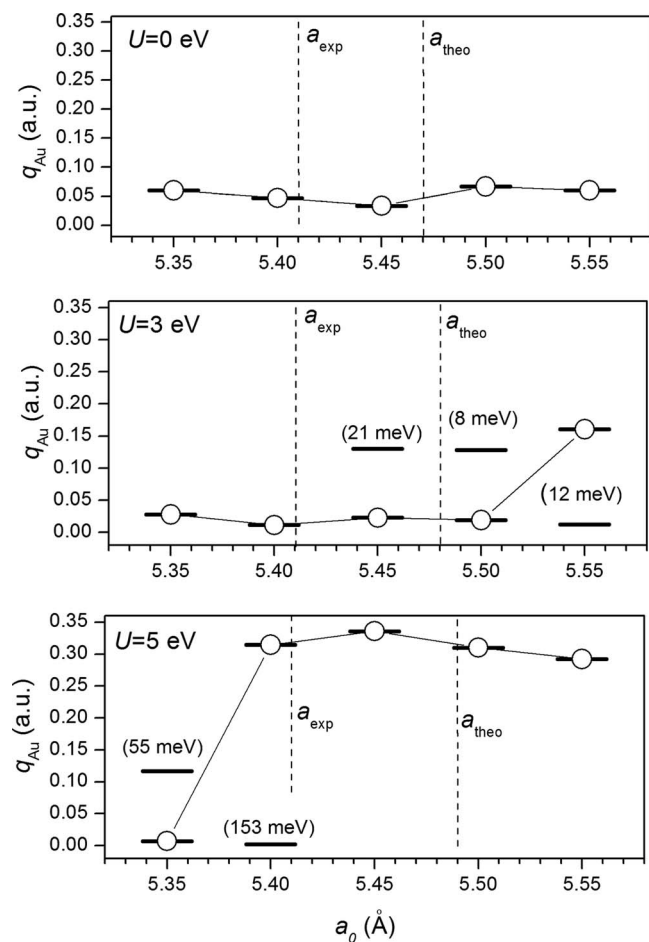 U=0 eV
a exp
a theo
0.35
0.30
0.25
0.20
0.15
0.10
0.05
0.00
q Au (a.u.)
5.35 5.40 5.45 5.50 5.55
U=3 eV
a exp
a theo
0.35
0.30
0.25
0.20
0.15
0.10
0.05
0.00
q Au (a.u.)
(21 meV)
(8 meV)
(12 meV)
5.35 5.40 5.45 5.50 5.55
U=5 eV
0.35
0.30
0.25
0.20
0.15
0.10
0.05
0.00
q Au (a.u.)
a exp
a theo
(55 meV)
(153 meV)
5.35 5.40 5.45 5.50 5.55
a 0 (Å)